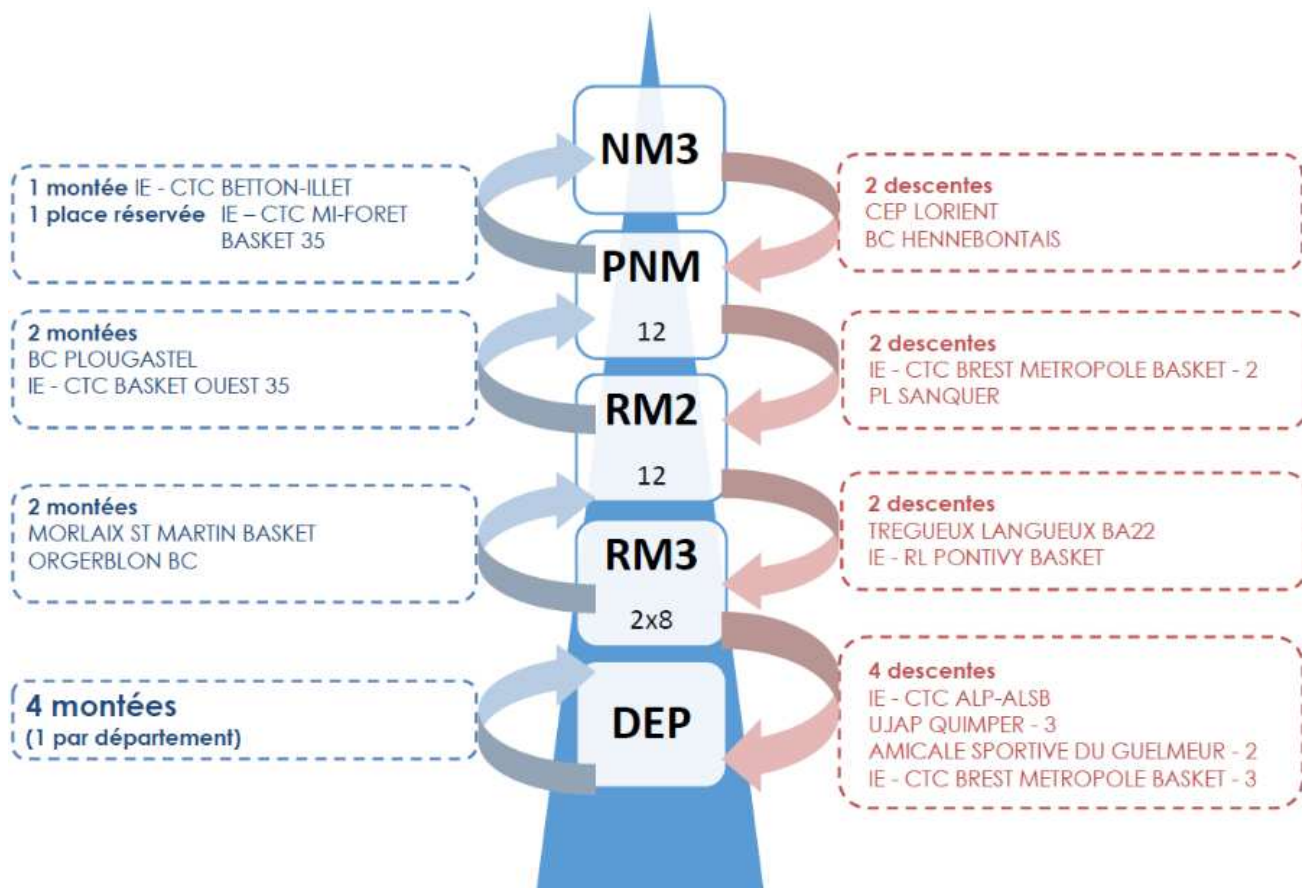 NM3
1 montée IE - CTC BETTON-ILLET
1 place réservée IE – CTC MI-FORET
BASKET 35
2 descentes
CEP LORIENT
BC HENNEBONTAIS
PNM
12
2 montées
BC PLOUGASTEL
IE - CTC BASKET OUEST 35
2 descentes
IE - CTC BREST METROPOLE BASKET - 2
PL SANQUER
RM2
12
2 montées
MORLAIX ST MARTIN BASKET
ORGERBLON BC
2 descentes
TREGUEUX LANGUEUX BA22
IE - RL PONTIVY BASKET
RM3
2x8
4 montées
(1 par département)
DEP
4 descentes
IE - CTC ALP-ALSB
UJAP QUIMPER - 3
AMICALE SPORTIVE DU GUELMEUR - 2
IE - CTC BREST METROPOLE BASKET - 3